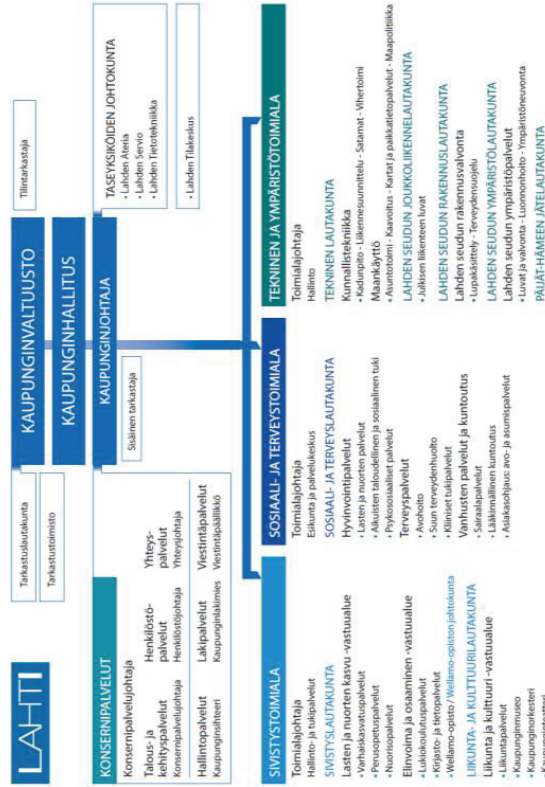 LAHTI
Tarkastuslautakunta
Tarkastustoimisto
KAUPUNGINVALTUUSTO
KAUPUNGINHALLITUS
KAUPUNGINJOHTAJA
Tilintarkastaja
Sisäinen tarkastaja
TASEYKSIKÖIDEN JOHTOKUNTA
• Lahden Ateria
• Lahden Servio
• Lahden Tietotekniikka
• Lahden Tilakeskus
KONSERNIPALVELUT
Konsernipalvelujohtaja
Talous- ja
kehityspalvelut
Konsernipalvelujohtaja
Henkilöstö-
palvelut
Henkilöstöjohtaja
Yhteys-
palvelut
Yhteysjohtaja
Hallintopalvelut
Kaupunginsihteeri
Lakipalvelut
Kaupunginlakimies
Viestintäpalvelut
Viestintäpäällikkö
SIVISTYSTOIMIALA
Toimialajohtaja
Hallinto- ja tukipalvelut
SIVISTYSLAUTAKUNTA
Lasten ja nuorten kasvu -vastuualue
• Varhaiskasvatuspalvelut
• Perusopetuspalvelut
• Nuorisopalvelut
Elinvoima ja osaaminen -vastuualue
• Lukiokoulutuspalvelut
• Kirjasto- ja tietopalvelut
• Wellamo-opisto / Wellamo-opiston johtokunta
LIIKUNTA- JA KULTTUURILAUTAKUNTA
Liikunta ja kulttuuri -vastuualue
• Liikuntapalvelut
• Kaupunginmuseo
• Kaupunginorkesteri
SOSIAALI- JA TERVEYSTOIMIALA
Toimialajohtaja
Esikunta ja palvelukeskus
SOSIAALI- JA TERVEYSLAUTAKUNTA
Hyvinvointipalvelut
• Lasten ja nuorten palvelut
• Aikuisten taloudellinen ja sosiaalinen tuki
• Psykososiaaliset palvelut
Terveyspalvelut
• Avohoito
• Suun terveydenhuolto
• Kliiniset tukipalvelut
Vanhusten palvelut ja kuntoutus
• Sairaalapalvelut
• Lääkinnällinen kuntoutus
• Asiakasohjaus: avo- ja asumispalvelut
TEKNINEN JA YMPÄRISTÖTOIMIALA
Toimialajohtaja
Hallinto
TEKNINEN LAUTAKUNTA
Kunnallistekniikka
• Kadunpito - Liikennesuunnittelu - Satamat - Vihertoimi
Maankäyttö
• Asuntotoimi - Kaavoitus - Kartat ja paikkatietopalvelut - Maapolitiikka
LAHDEN SEUDUN JOUKKOLIIKENNELAUTAKUNTA
• Julkisen liikenteen luvat
LAHDEN SEUDUN RAKENNUSLAUTAKUNTA
Lahden seudun rakennusvalvonta
• Lupakäsittely - Terveydensuojelu
LAHDEN SEUDUN YMPÄRISTÖLAUTAKUNTA
Lahden seudun ympäristöpalvelut
• Luvat ja valvonta - Luonnonhoito - Ympäristöneuvonta
PÄIJÄT-HÄMEEN JÄTELAUTAKUNTA